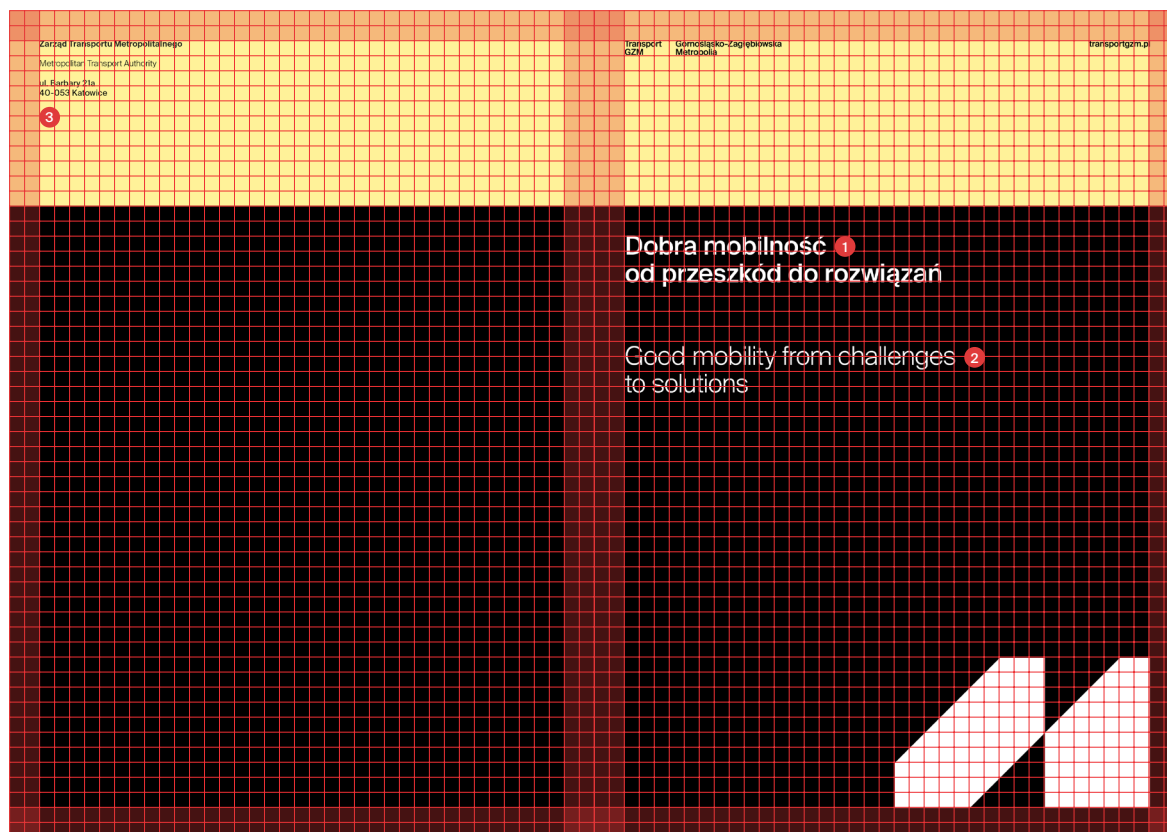 Zarząd Transportu Metropolitalnego
Metropolitan Transport Authority
ul. Barbary 21a
40-053 Katowice
3
Transport
GZM
Górnośląsko-Zagłębiowska
Metropolia
transportgzm.pl
Dobra mobilność 1
od przeszkód do rozwiązań
Good mobility from challenges 2
to solutions